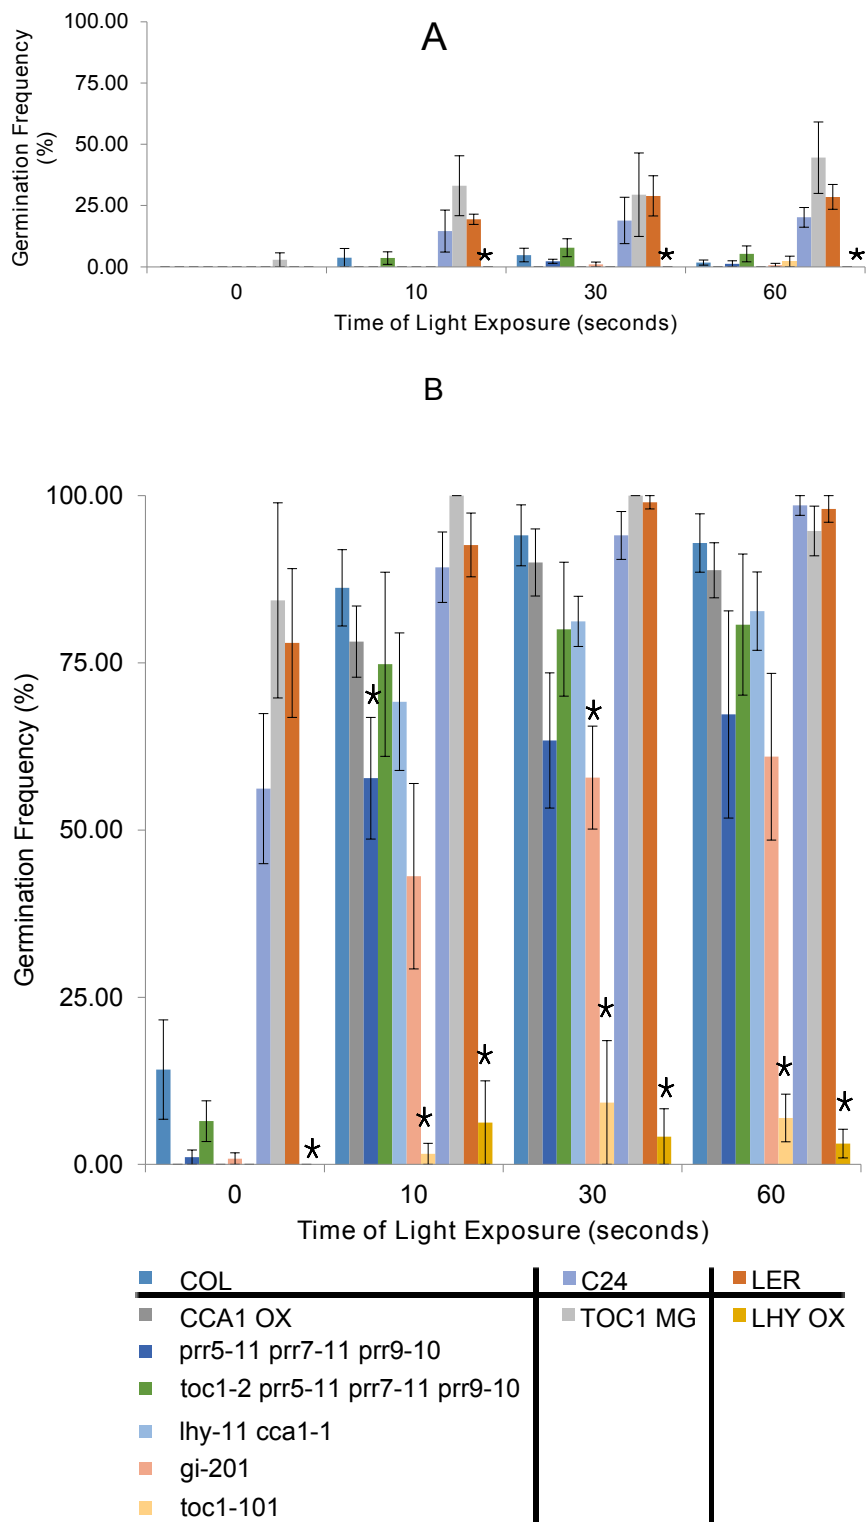 A
Germination Frequency
(%)
100.00
75.00
50.00
25.00
0.00
0 10 30 60
Time of Light Exposure (seconds)
B
Germination Frequency (%)
100.00
75.00
50.00
25.00
0.00
0 10 30 60
Time of Light Exposure (seconds)
COL C24 LER
CCA1 OX TOC1 MG LHY OX
prr5-11 prr7-11 prr9-10
toc1-2 prr5-11 prr7-11 prr9-10
lhy-11 cca1-1
gi-201
toc1-101